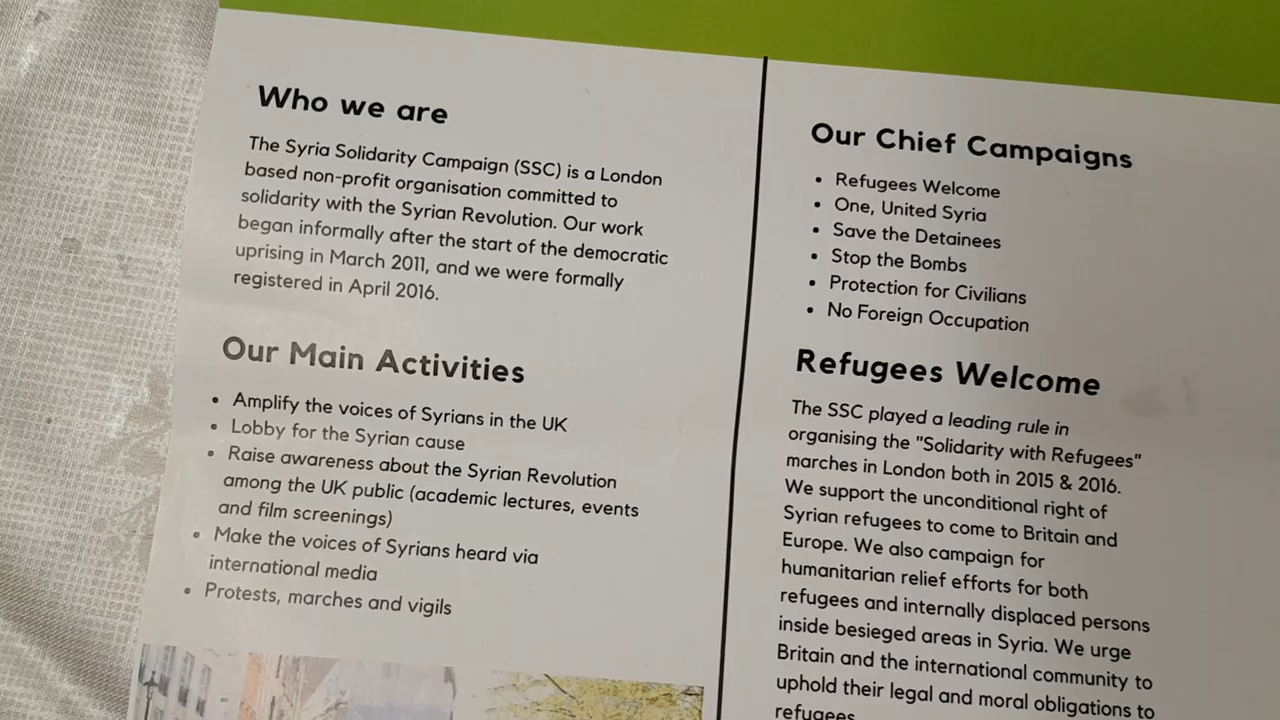 Who we are
The Syria Solidarity Campaign (SSC) is a London
based non-profit organisation committed to
solidarity with the Syrian Revolution. Our work
began informally after the start of the democratic
uprising in March 2011, and we were formally
registered in April 2016.
Our Main Activities
• Amplify the voices of Syrians in the UK
• Lobby for the Syrian cause
• Raise awareness about the Syrian Revolution
among the UK public (academic lectures, events
and film screenings)
• Make the voices of Syrians heard via
international media
• Protests, marches and vigils
Our Chief Campaigns
• Refugees Welcome
• One, United Syria
• Save the Detainees
• Stop the Bombs
• Protection for Civilians
• No Foreign Occupation
Refugees Welcome
The SSC played a leading rule in
organising the "Solidarity with Refugees"
marches in London both in 2015 & 2016.
We support the unconditional right of
Syrian refugees to come to Britain and
Europe. We also campaign for
humanitarian relief efforts for both
refugees and internally displaced persons
inside besieged areas in Syria. We urge
Britain and the international community to
uphold their legal and moral obligations to
refugees